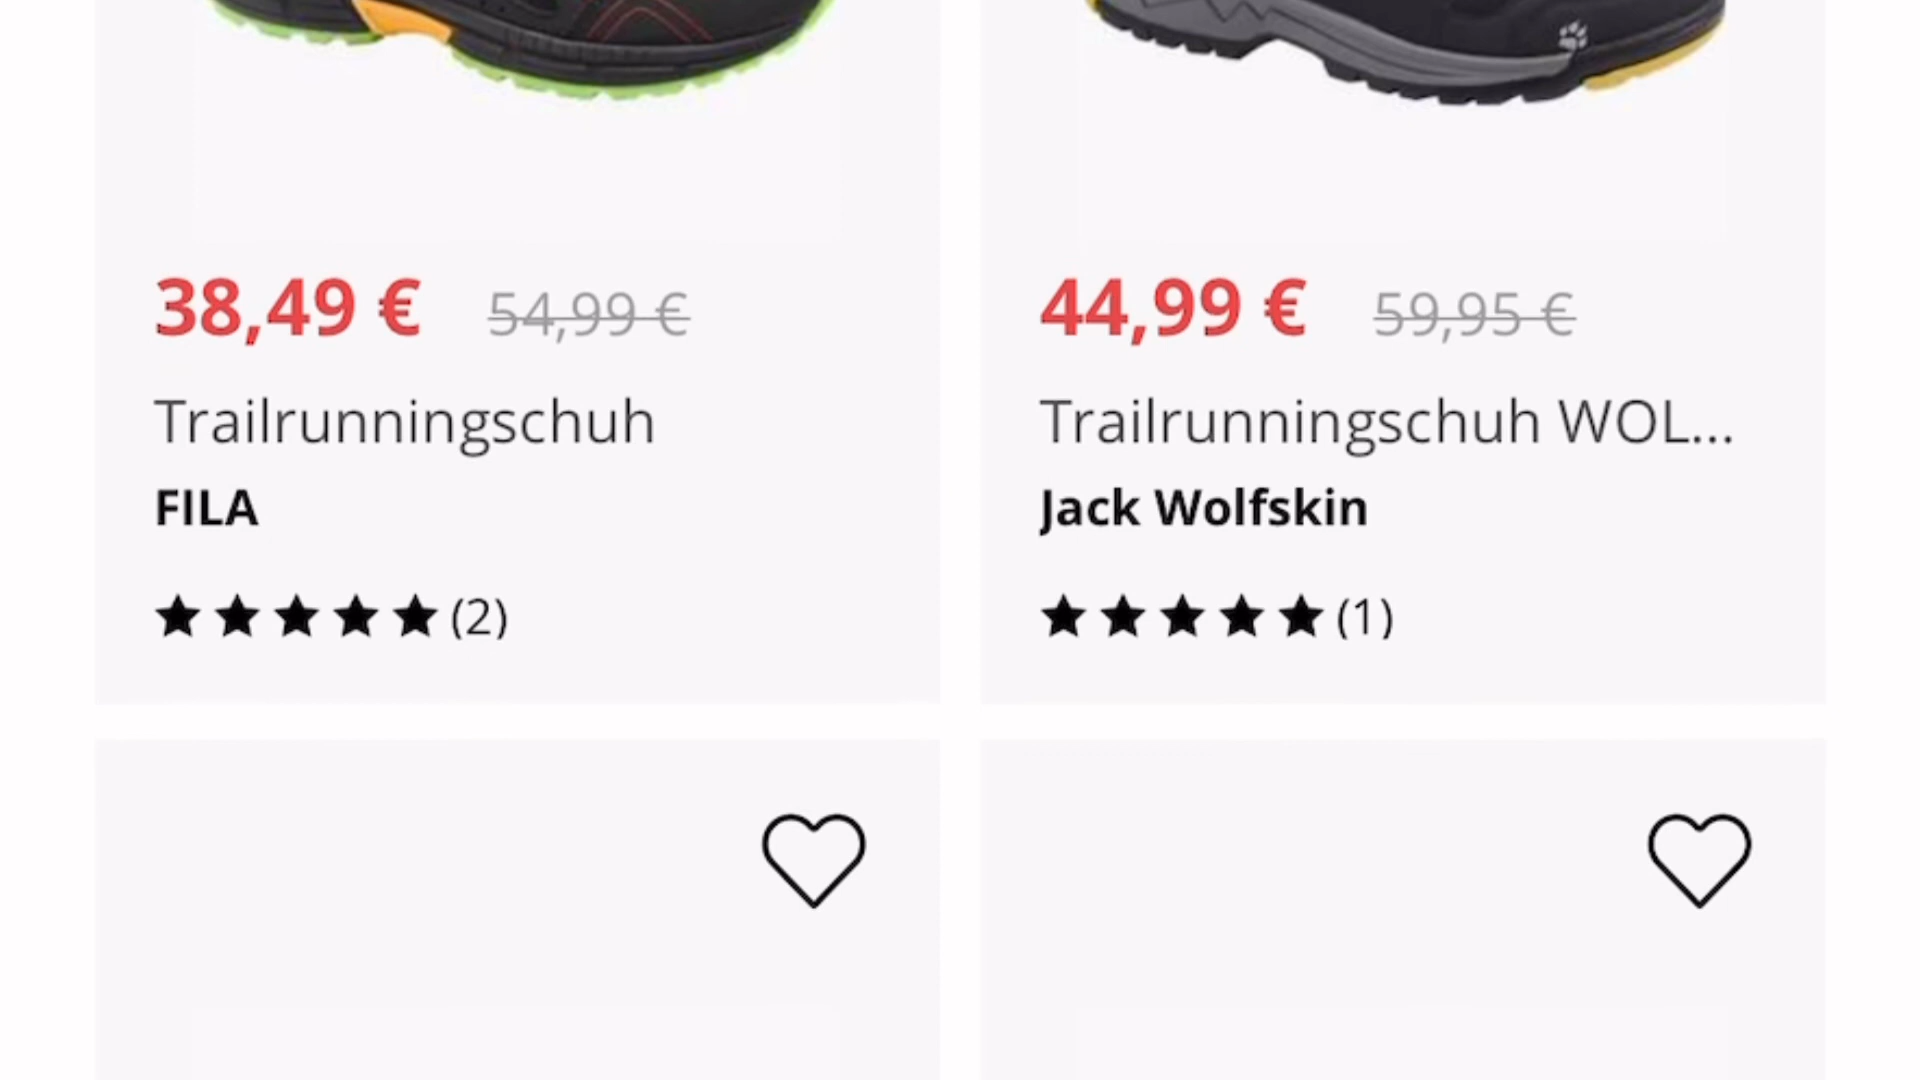 38,49 € 54,99 €
Trailrunningschuh
FILA
(2)
44,99 € 59,95 €
Trailrunningschuh WOL...
Jack Wolfskin
(1)